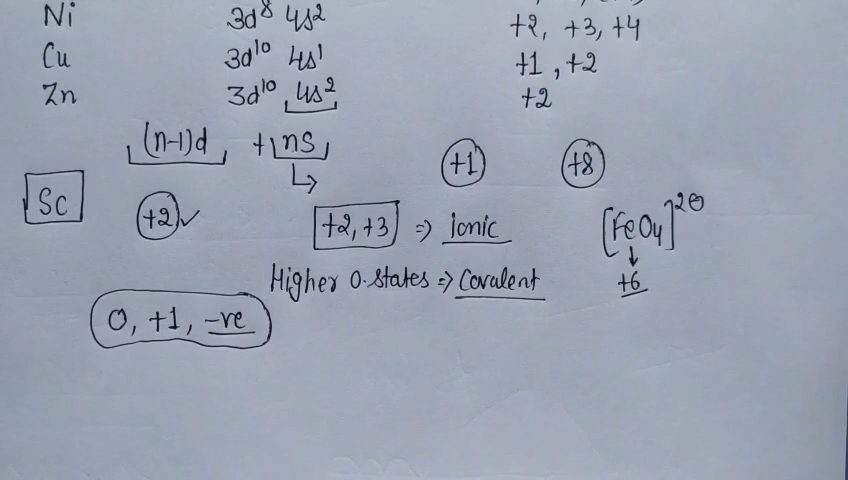 Ni 3d⁸ 4s² +2, +3, +4
Cu 3d¹⁰ 4s¹ +1, +2
Zn 3d¹⁰ 4s² +2
(n-1)d + ns +1 +8
Sc +2 ✓ +2, +3 => ionic [FeO₄]²⊖
Higher O. states => Covalent +6
0, +1, -ve